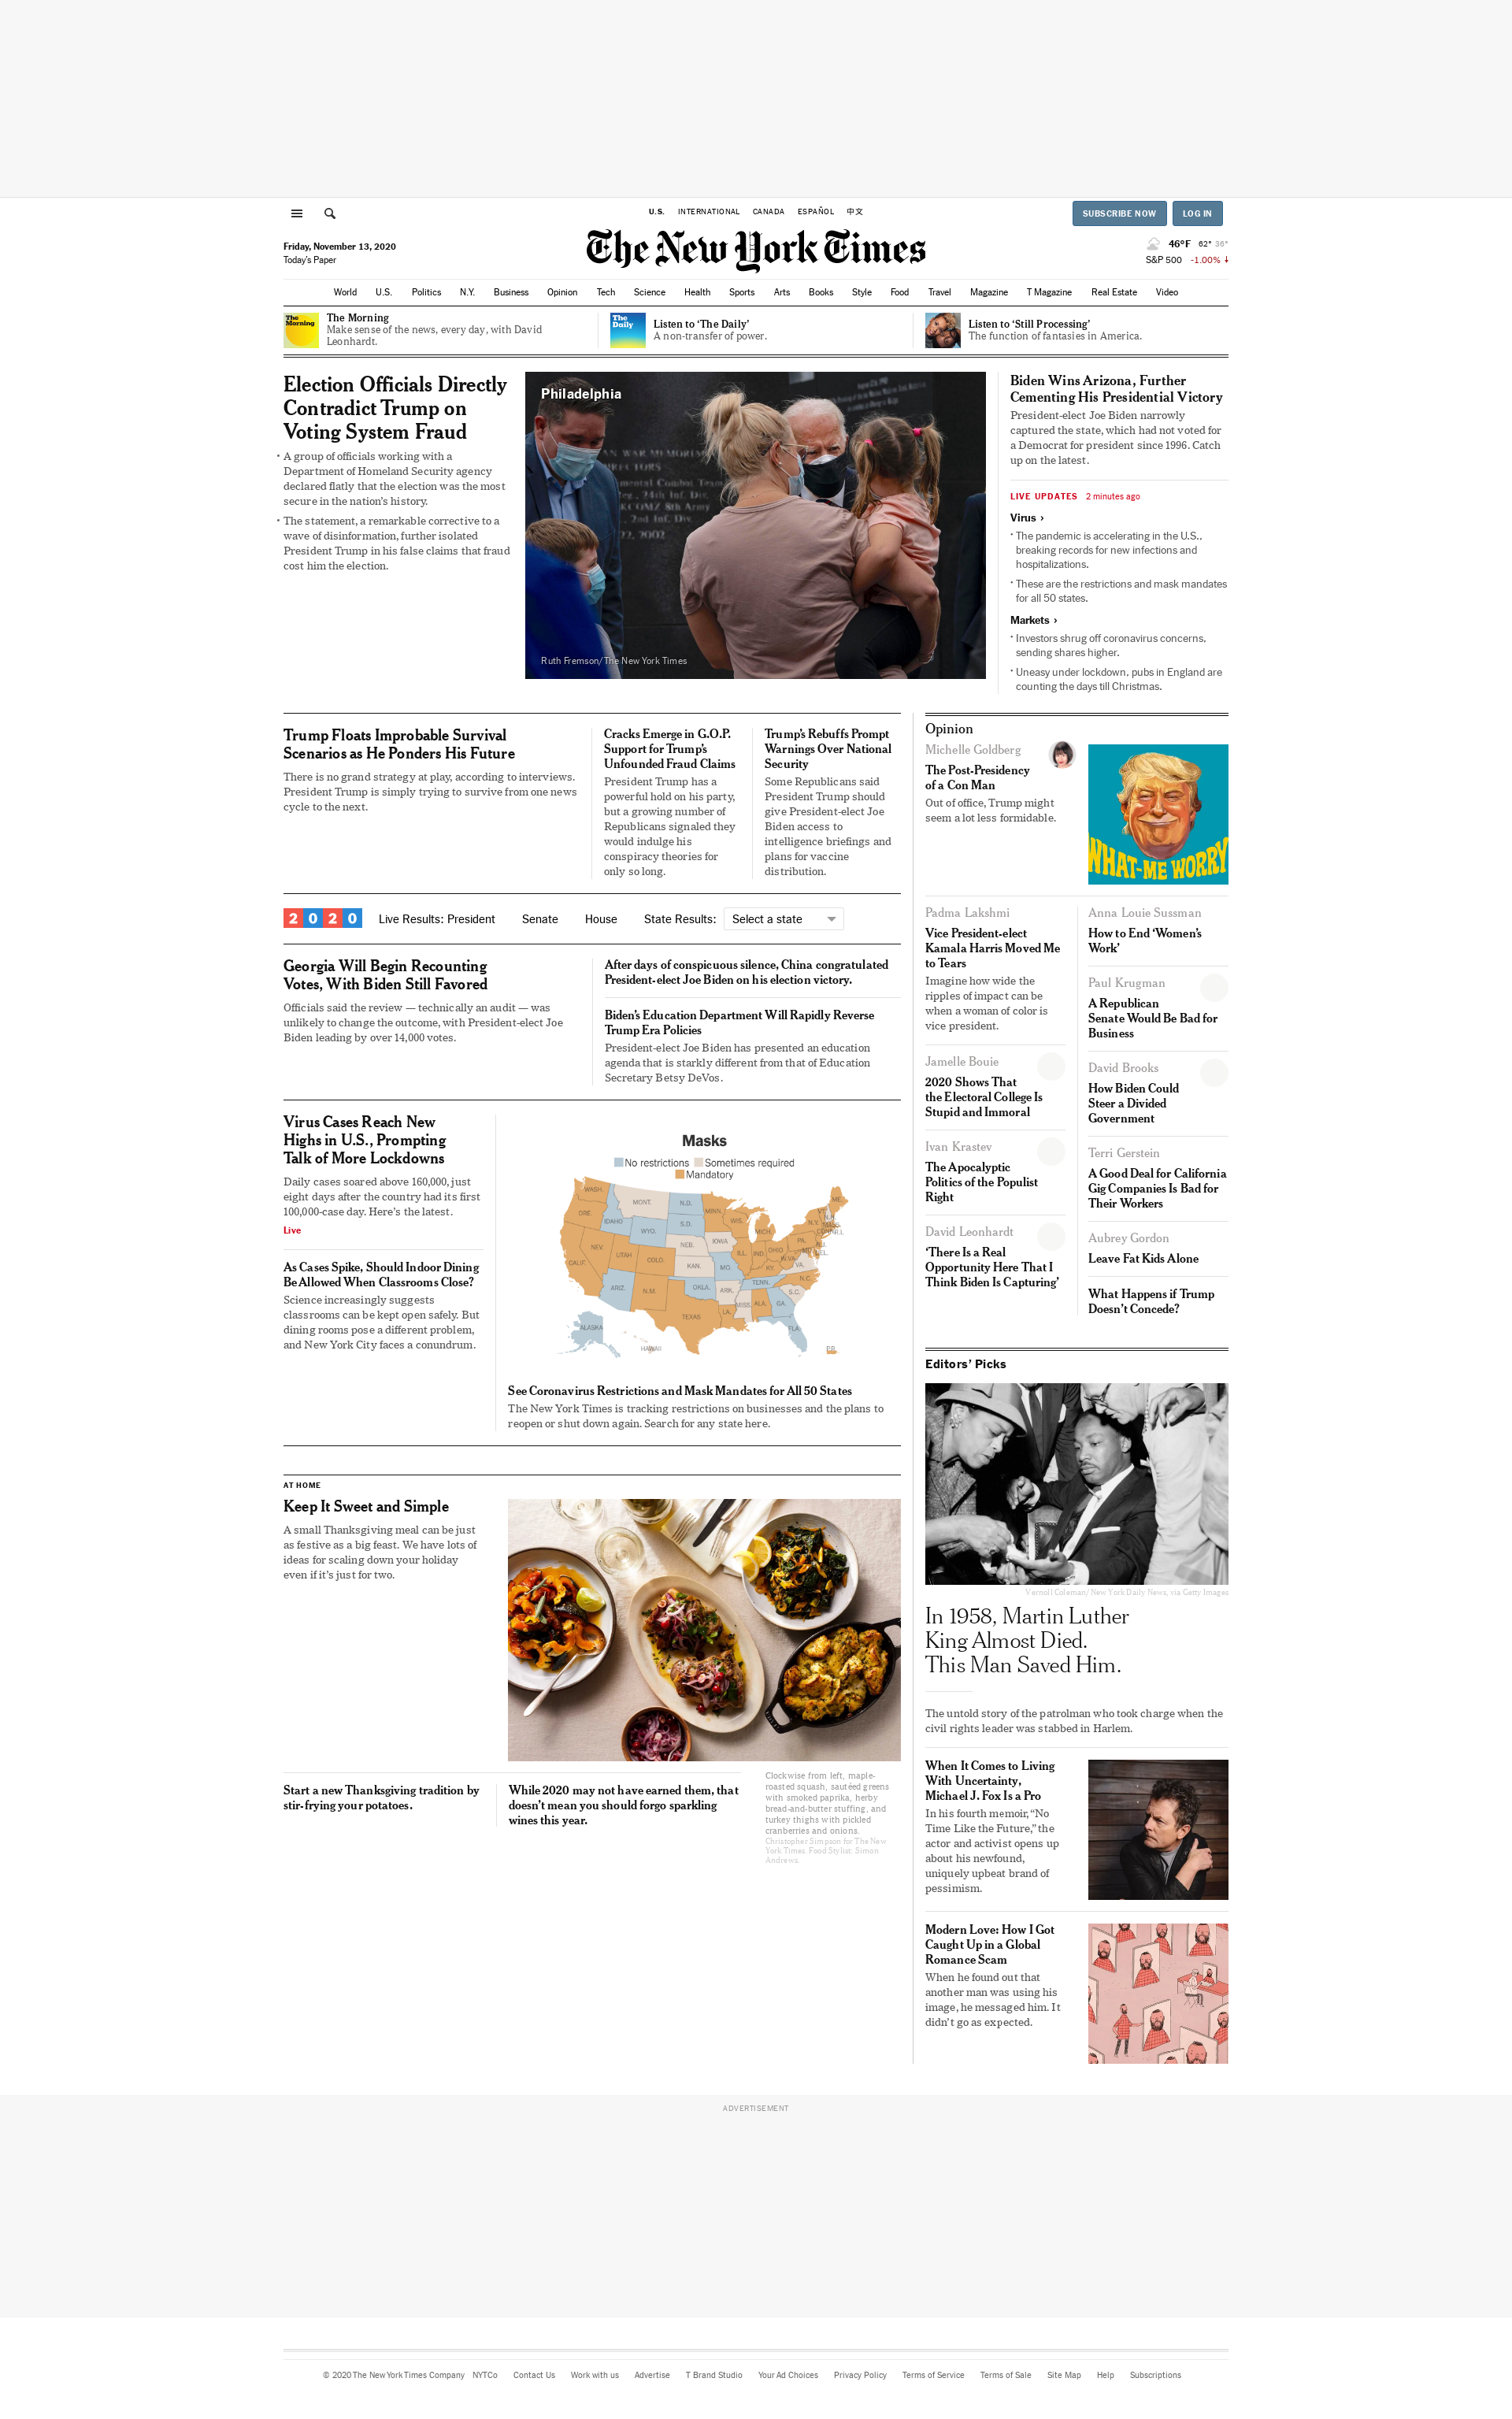 U.S. INTERNATIONAL CANADA ESPAÑOL 中文
SUBSCRIBE NOW LOG IN
Friday, November 13, 2020
Today's Paper
The New York Times
46°F 62° 36°
S&P 500 -1.00%
World U.S. Politics N.Y. Business Opinion Tech Science Health Sports Arts Books Style Food Travel Magazine T Magazine Real Estate Video
The Morning
The Morning
Make sense of the news, every day, with David
Leonhardt.
The Daily
Listen to ‘The Daily’
A non-transfer of power.
Listen to ‘Still Processing’
The function of fantasies in America.
Election Officials Directly
Contradict Trump on
Voting System Fraud
• A group of officials working with a
Department of Homeland Security agency
declared flatly that the election was the most
secure in the nation’s history.
• The statement, a remarkable corrective to a
wave of disinformation, further isolated
President Trump in his false claims that fraud
cost him the election.
Philadelphia
Ruth Fremson/The New York Times
Biden Wins Arizona, Further
Cementing His Presidential Victory
President-elect Joe Biden narrowly
captured the state, which had not voted for
a Democrat for president since 1996. Catch
up on the latest.
LIVE UPDATES 2 minutes ago
Virus ›
• The pandemic is accelerating in the U.S.,
breaking records for new infections and
hospitalizations.
• These are the restrictions and mask mandates
for all 50 states.
Markets ›
• Investors shrug off coronavirus concerns,
sending shares higher.
• Uneasy under lockdown, pubs in England are
counting the days till Christmas.
Trump Floats Improbable Survival
Scenarios as He Ponders His Future
There is no grand strategy at play, according to interviews.
President Trump is simply trying to survive from one news
cycle to the next.
Cracks Emerge in G.O.P.
Support for Trump’s
Unfounded Fraud Claims
President Trump has a
powerful hold on his party,
but a growing number of
Republicans signaled they
would indulge his
conspiracy theories for
only so long.
Trump’s Rebuffs Prompt
Warnings Over National
Security
Some Republicans said
President Trump should
give President-elect Joe
Biden access to
intelligence briefings and
plans for vaccine
distribution.
2020 Live Results: President Senate House State Results: Select a state
Georgia Will Begin Recounting
Votes, With Biden Still Favored
Officials said the review — technically an audit — was
unlikely to change the outcome, with President-elect Joe
Biden leading by over 14,000 votes.
After days of conspicuous silence, China congratulated
President-elect Joe Biden on his election victory.
Biden’s Education Department Will Rapidly Reverse
Trump Era Policies
President-elect Joe Biden has presented an education
agenda that is starkly different from that of Education
Secretary Betsy DeVos.
Virus Cases Reach New
Highs in U.S., Prompting
Talk of More Lockdowns
Daily cases soared above 160,000, just
eight days after the country had its first
100,000-case day. Here’s the latest.
Live
As Cases Spike, Should Indoor Dining
Be Allowed When Classrooms Close?
Science increasingly suggests
classrooms can be kept open safely. But
dining rooms pose a different problem,
and New York City faces a conundrum.
Masks
No restrictions Sometimes required
Mandatory
WASH. MONT. N.D. MINN. ME.
ORE. IDAHO S.D. WIS. MICH. N.Y.
WYO. IOWA PA.
NEV. UTAH COLO. NEB. ILL. IND. OHIO W.VA. MD. DEL.
CALIF. KAN. MO. KY. VA.
ARIZ. N.M. OKLA. ARK. TENN. N.C.
S.C.
MISS. ALA. GA.
TEXAS LA.
FLA.
ALASKA
HAWAII P.R.
See Coronavirus Restrictions and Mask Mandates for All 50 States
The New York Times is tracking restrictions on businesses and the plans to
reopen or shut down again. Search for any state here.
AT HOME
Keep It Sweet and Simple
A small Thanksgiving meal can be just
as festive as a big feast. We have lots of
ideas for scaling down your holiday
even if it’s just for two.
Start a new Thanksgiving tradition by
stir-frying your potatoes.
While 2020 may not have earned them, that
doesn’t mean you should forgo sparkling
wines this year.
Clockwise from left, maple-
roasted squash, sautéed greens
with smoked paprika, herby
bread-and-butter stuffing, and
turkey thighs with pickled
cranberries and onions.
Christopher Simpson for The New
York Times. Food Stylist: Simon
Andrews.
Opinion
Michelle Goldberg
The Post-Presidency
of a Con Man
Out of office, Trump might
seem a lot less formidable.
WHAT-ME WORRY
Padma Lakshmi
Vice President-elect
Kamala Harris Moved Me
to Tears
Imagine how wide the
ripples of impact can be
when a woman of color is
vice president.
Jamelle Bouie
2020 Shows That
the Electoral College Is
Stupid and Immoral
Ivan Krastev
The Apocalyptic
Politics of the Populist
Right
David Leonhardt
‘There Is a Real
Opportunity Here That I
Think Biden Is Capturing’
Anna Louie Sussman
How to End ‘Women’s
Work’
Paul Krugman
A Republican
Senate Would Be Bad for
Business
David Brooks
How Biden Could
Steer a Divided
Government
Terri Gerstein
A Good Deal for California
Gig Companies Is Bad for
Their Workers
Aubrey Gordon
Leave Fat Kids Alone
What Happens if Trump
Doesn’t Concede?
Editors’ Picks
Vernoll Coleman/New York Daily News, via Getty Images
In 1958, Martin Luther
King Almost Died.
This Man Saved Him.
The untold story of the patrolman who took charge when the
civil rights leader was stabbed in Harlem.
When It Comes to Living
With Uncertainty,
Michael J. Fox Is a Pro
In his fourth memoir, “No
Time Like the Future,” the
actor and activist opens up
about his newfound,
uniquely upbeat brand of
pessimism.
Modern Love: How I Got
Caught Up in a Global
Romance Scam
When he found out that
another man was using his
image, he messaged him. It
didn’t go as expected.
ADVERTISEMENT
© 2020 The New York Times Company NYTCo Contact Us Work with us Advertise T Brand Studio Your Ad Choices Privacy Policy Terms of Service Terms of Sale Site Map Help Subscriptions